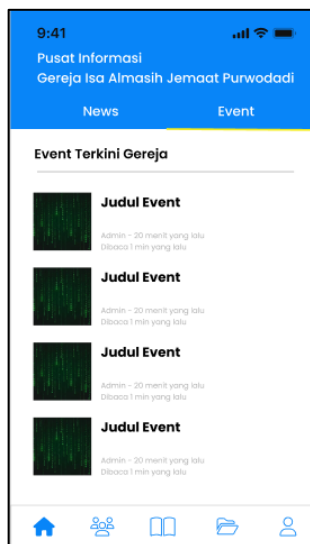 9:41
Pusat Informasi
Gereja Isa Almasih Jemaat Purwodadi
News Event
Event Terkini Gereja
Judul Event
Admin - 20 menit yang lalu
Dibaca 1 min yang lalu
Judul Event
Admin - 20 menit yang lalu
Dibaca 1 min yang lalu
Judul Event
Admin - 20 menit yang lalu
Dibaca 1 min yang lalu
Judul Event
Admin - 20 menit yang lalu
Dibaca 1 min yang lalu